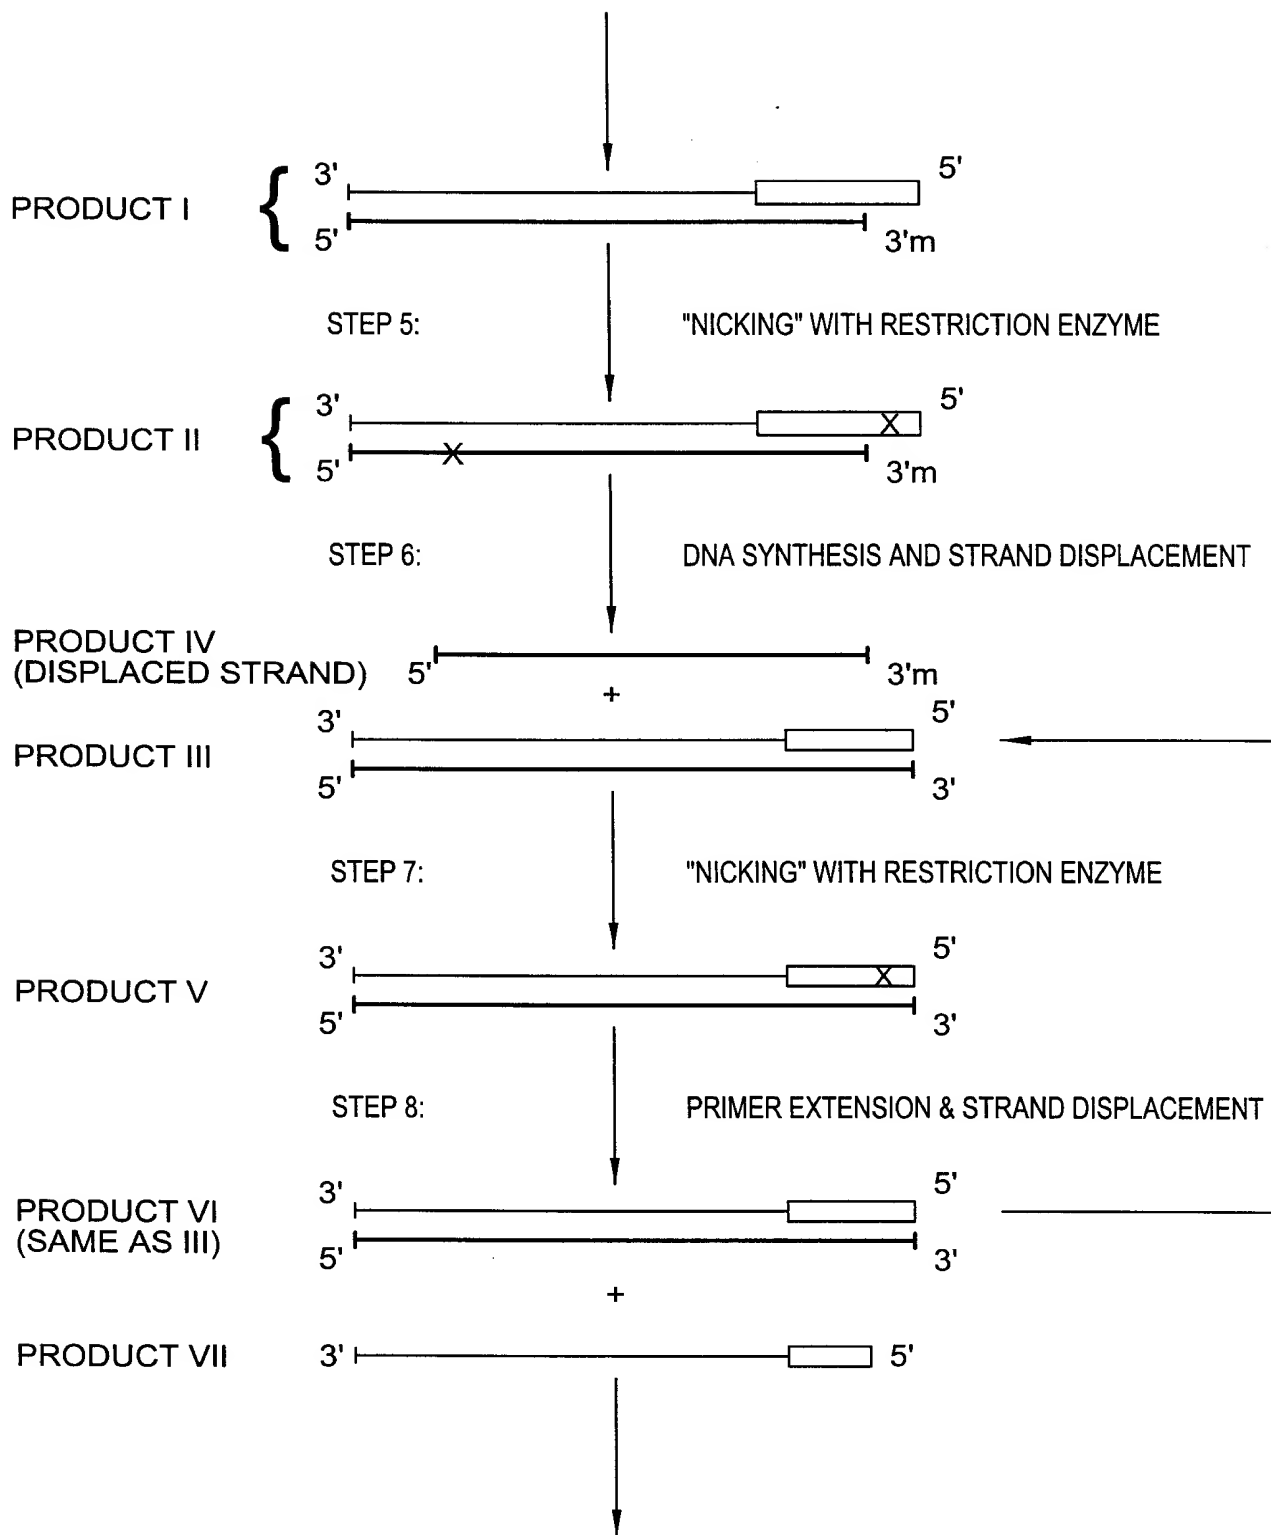 3' 5'
PRODUCT I {
5' 3'm
STEP 5: "NICKING" WITH RESTRICTION ENZYME
3' 5'
X
PRODUCT II {
X
5' 3'm
STEP 6: DNA SYNTHESIS AND STRAND DISPLACEMENT
PRODUCT IV
(DISPLACED STRAND) 5' 3'm
+
3' 5'
PRODUCT III
5' 3'
STEP 7: "NICKING" WITH RESTRICTION ENZYME
3' 5'
X
PRODUCT V
5' 3'
STEP 8: PRIMER EXTENSION & STRAND DISPLACEMENT
3' 5'
PRODUCT VI
(SAME AS III)
5' 3'
+
PRODUCT VII 3' 5'